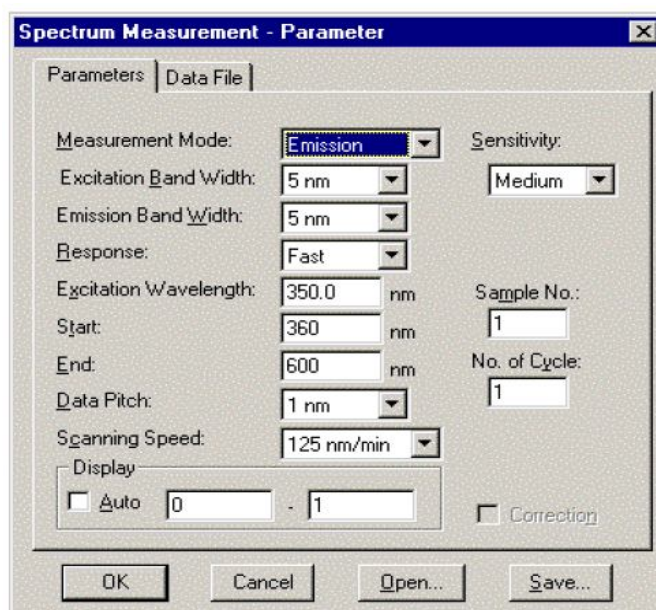 Spectrum Measurement - Parameter
Parameters Data File
Measurement Mode: Emission Sensitivity:
Excitation Band Width: 5 nm Medium
Emission Band Width: 5 nm
Response: Fast
Excitation Wavelength: 350.0 nm Sample No.:
Start: 360 nm 1
End: 600 nm No. of Cycle:
Data Pitch: 1 nm 1
Scanning Speed: 125 nm/min
Display
Auto 0 - 1 Correction
OK Cancel Open... Save...